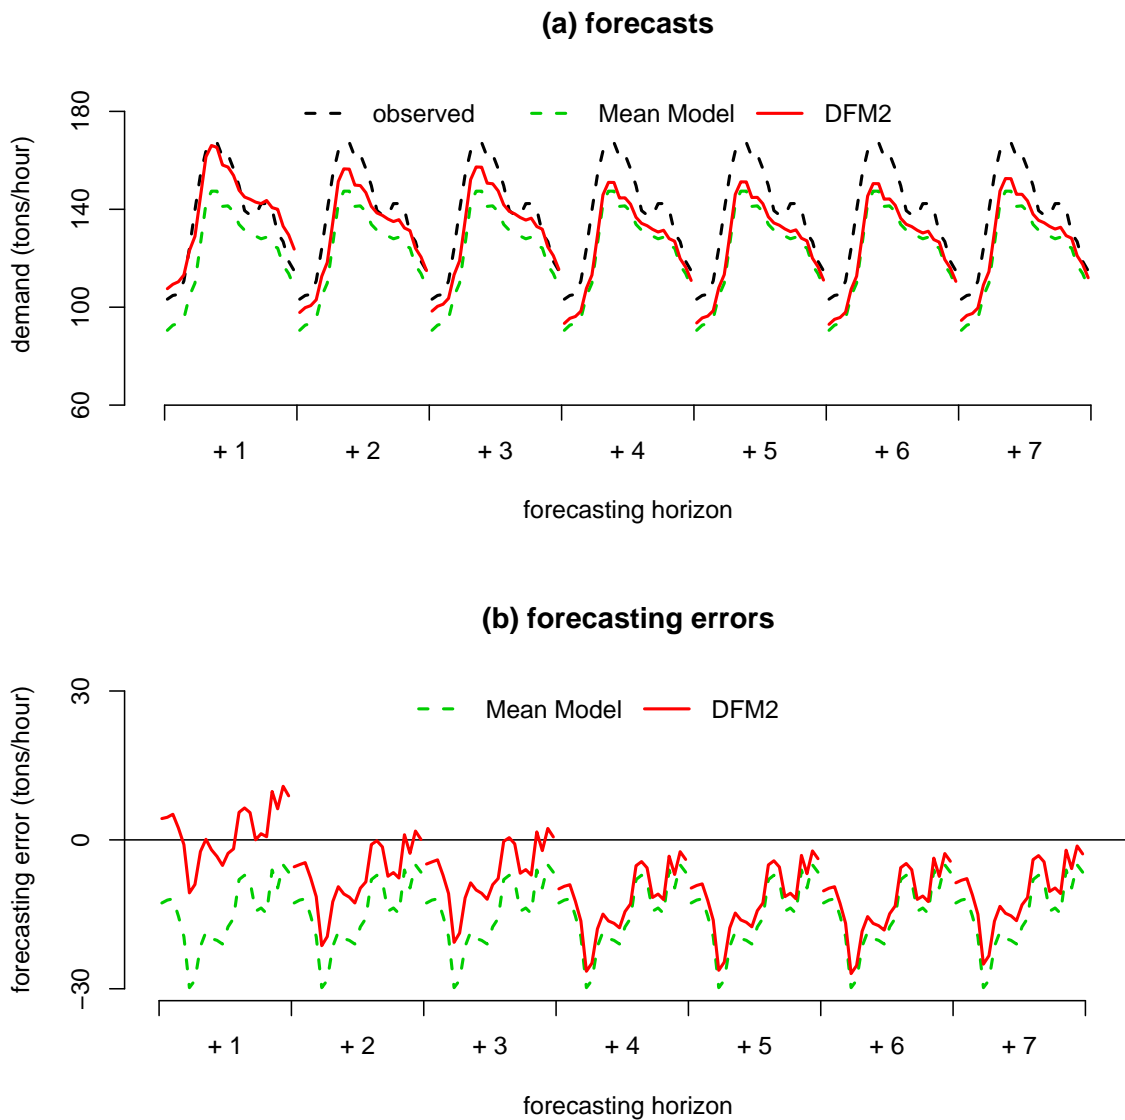 (a) forecasts
observed Mean Model DFM2
demand (tons/hour)
180
140
100
60
+ 1 + 2 + 3 + 4 + 5 + 6 + 7
forecasting horizon
(b) forecasting errors
Mean Model DFM2
forecasting error (tons/hour)
30
0
−30
+ 1 + 2 + 3 + 4 + 5 + 6 + 7
forecasting horizon